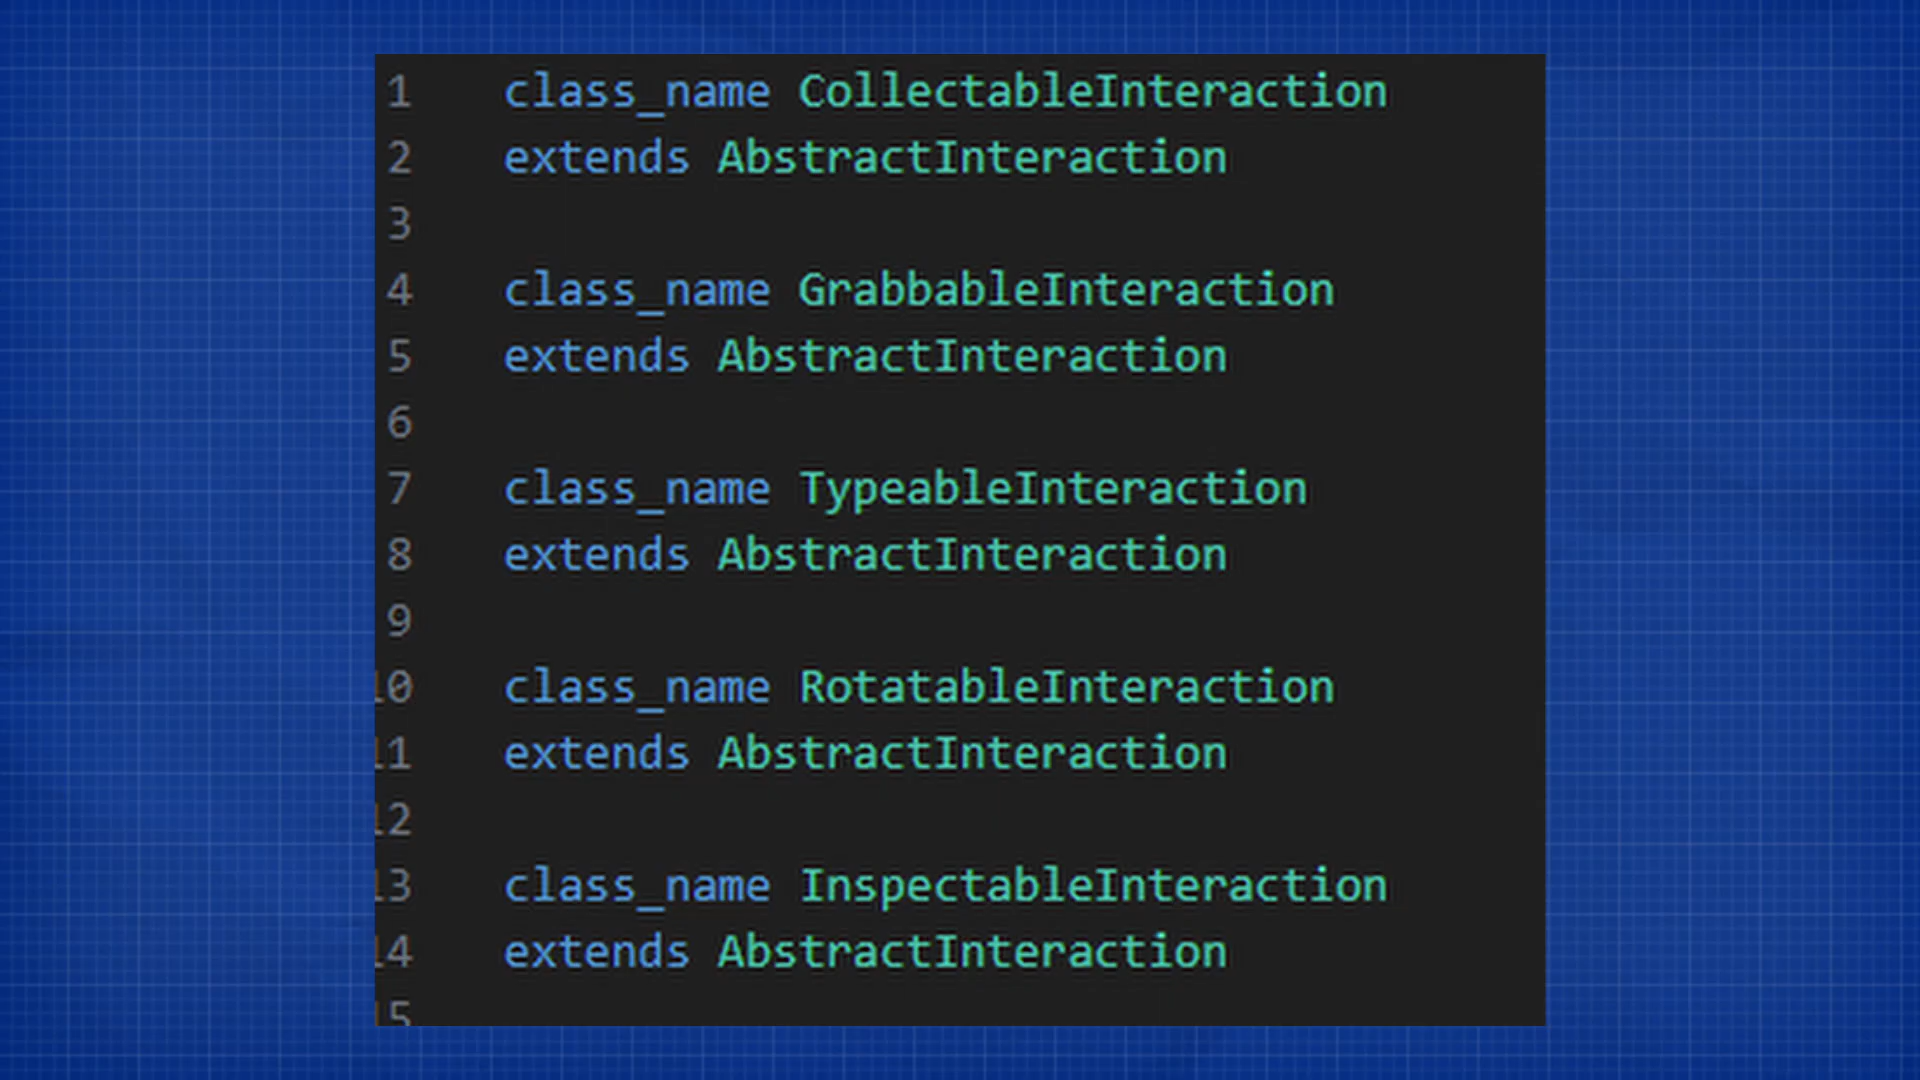 1 class_name CollectableInteraction
2 extends AbstractInteraction
3
4 class_name GrabbableInteraction
5 extends AbstractInteraction
6
7 class_name TypeableInteraction
8 extends AbstractInteraction
9
10 class_name RotatableInteraction
11 extends AbstractInteraction
12
13 class_name InspectableInteraction
14 extends AbstractInteraction
15